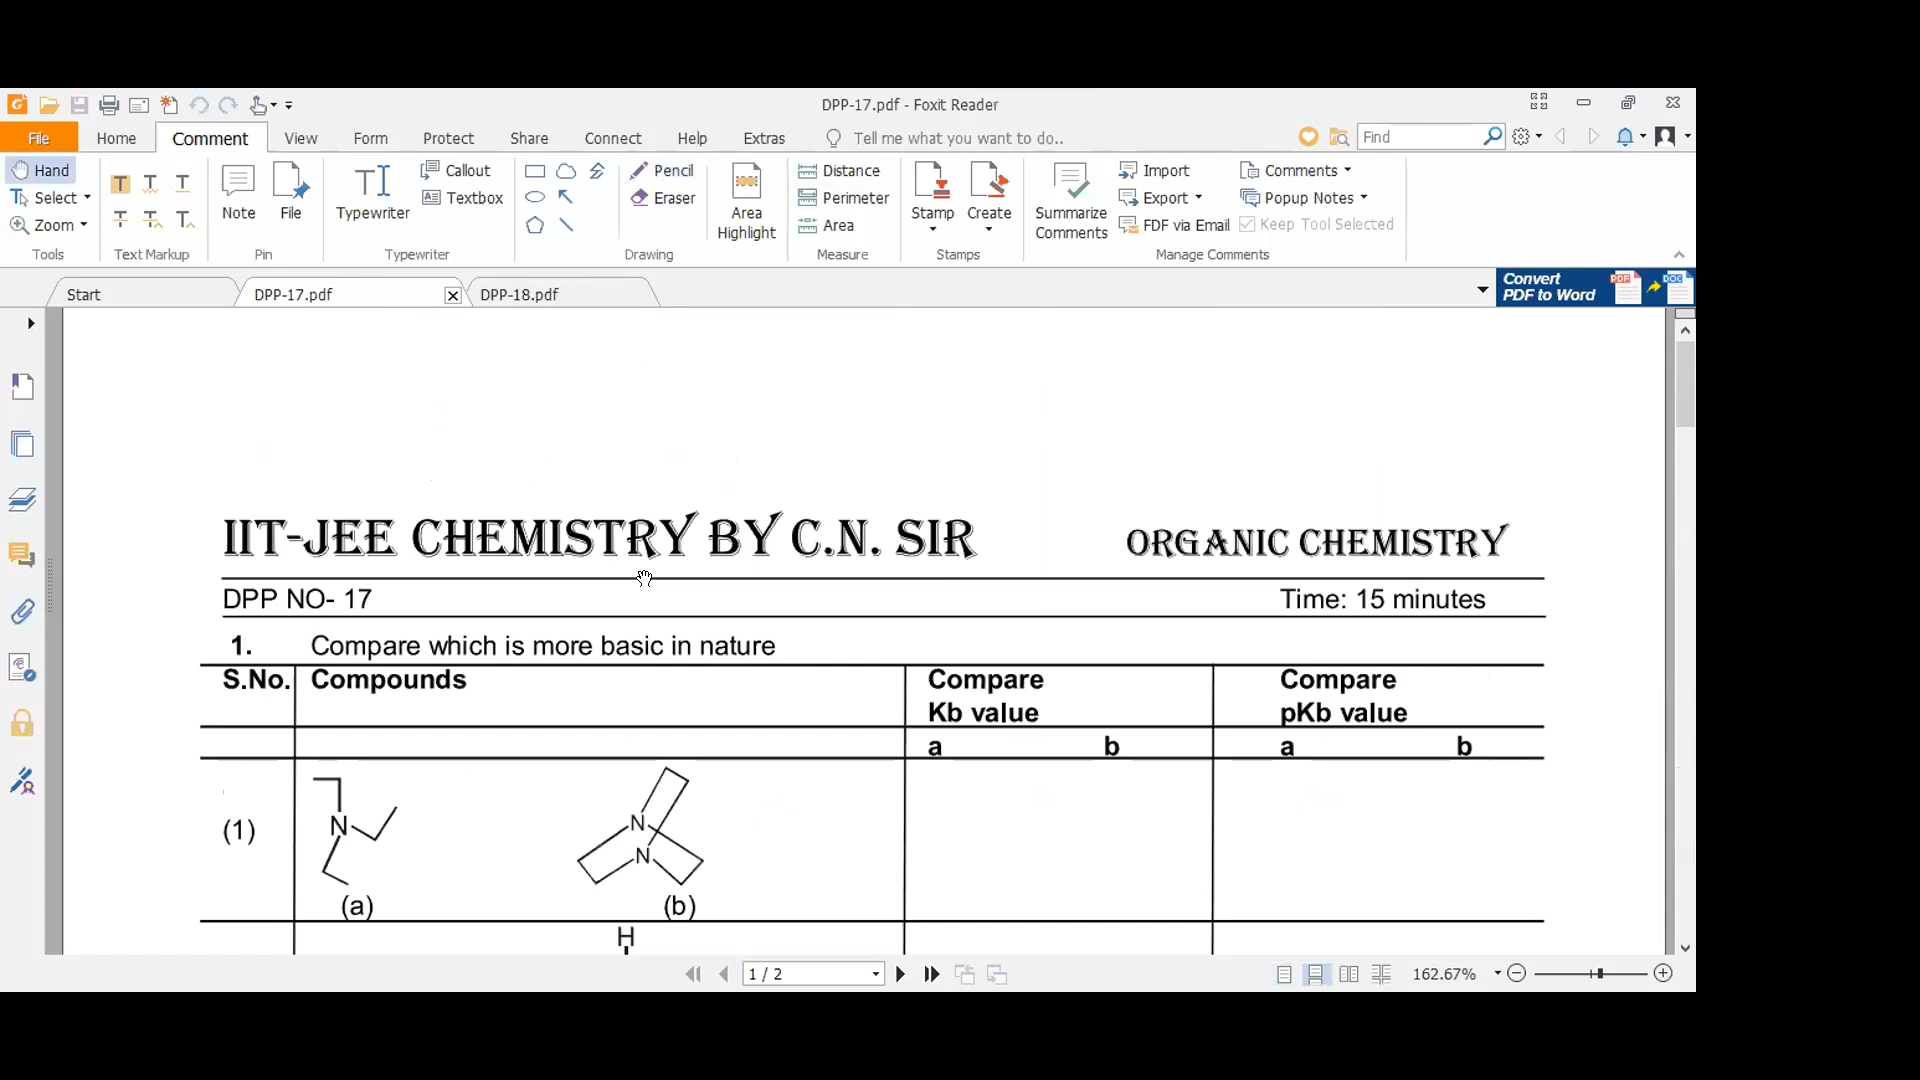 DPP-17.pdf - Foxit Reader
File Home Comment View Form Protect Share Connect Help Extras Tell me what you want to do.. Find
Hand
Select
Zoom
Tools
Text Markup
Note
File
Pin
Typewriter
Callout
Textbox
Typewriter
Pencil
Eraser
Drawing
Area
Highlight
Distance
Perimeter
Area
Measure
Stamp
Create
Stamps
Summarize
Comments
Import
Export
FDF via Email
Comments
Popup Notes
Keep Tool Selected
Manage Comments
Start DPP-17.pdf DPP-18.pdf
Convert
PDF to Word
PDF DOC
IIT-JEE CHEMISTRY BY C.N. SIR ORGANIC CHEMISTRY
DPP NO- 17 Time: 15 minutes
1. Compare which is more basic in nature
S.No. Compounds Compare Compare
Kb value pKb value
a b a b
(1) N N N
(a) (b)
H
1 / 2 162.67%